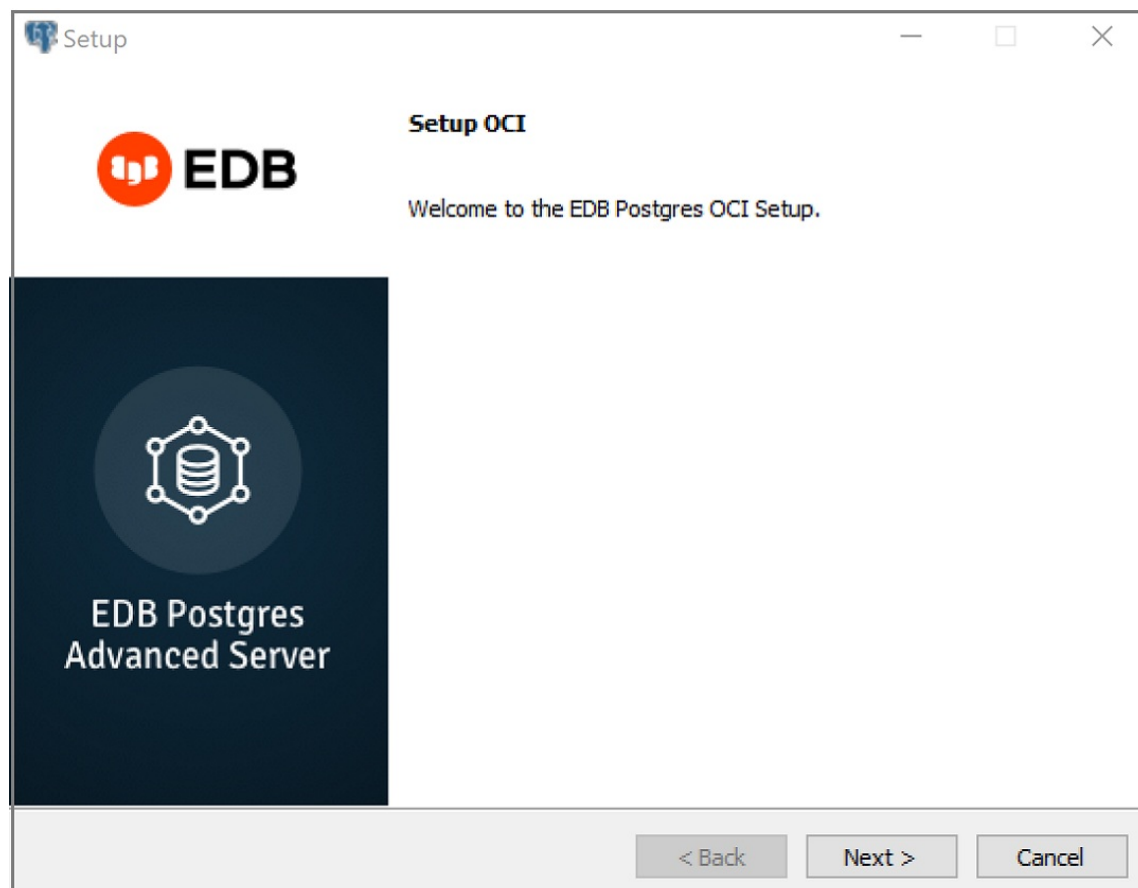 Setup
EDB
Setup OCI
Welcome to the EDB Postgres OCI Setup.
EDB Postgres
Advanced Server
< Back
Next >
Cancel